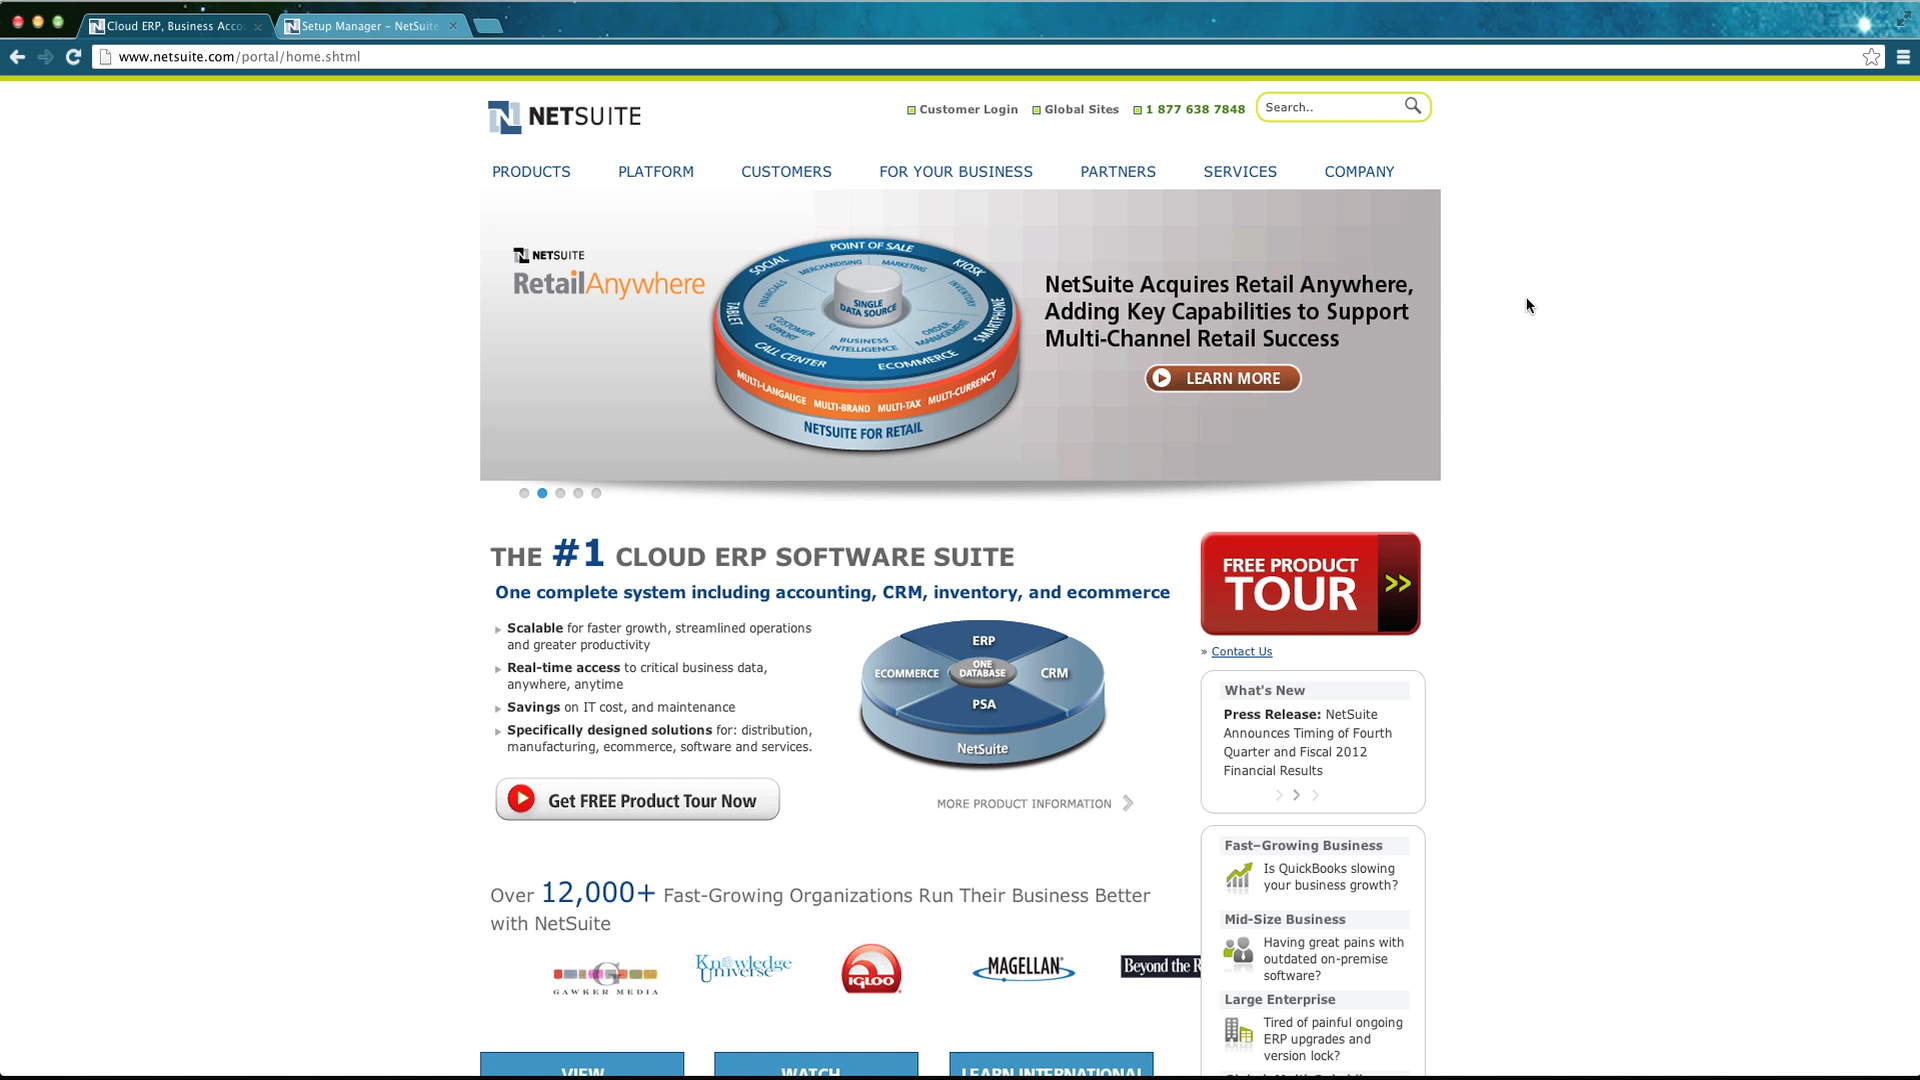 Cloud ERP, Business Acco
Setup Manager – NetSuite
www.netsuite.com/portal/home.shtml
NETSUITE
Customer Login
Global Sites
1 877 638 7848
Search..
PRODUCTS
PLATFORM
CUSTOMERS
FOR YOUR BUSINESS
PARTNERS
SERVICES
COMPANY
NETSUITE
RetailAnywhere
POINT OF SALE
SOCIAL
KIOSK
TABLET
SMARTPHONE
CALL CENTER
ECOMMERCE
MERCHANDISING
MARKETING
FINANCIALS
INVENTORY
CUSTOMER
SUPPORT
ORDER
MANAGEMENT
BUSINESS
INTELLIGENCE
SINGLE
DATA SOURCE
MULTI-LANGAUGE MULTI-BRAND MULTI-TAX MULTI-CURRENCY
NETSUITE FOR RETAIL
NetSuite Acquires Retail Anywhere,
Adding Key Capabilities to Support
Multi-Channel Retail Success
LEARN MORE
THE #1 CLOUD ERP SOFTWARE SUITE
One complete system including accounting, CRM, inventory, and ecommerce
Scalable for faster growth, streamlined operations
and greater productivity
Real-time access to critical business data,
anywhere, anytime
Savings on IT cost, and maintenance
Specifically designed solutions for: distribution,
manufacturing, ecommerce, software and services.
ERP
ECOMMERCE
ONE
DATABASE
CRM
PSA
NetSuite
Get FREE Product Tour Now
MORE PRODUCT INFORMATION
FREE PRODUCT
TOUR >>
» Contact Us
What's New
Press Release: NetSuite
Announces Timing of Fourth
Quarter and Fiscal 2012
Financial Results
Fast–Growing Business
Is QuickBooks slowing
your business growth?
Mid-Size Business
Having great pains with
outdated on-premise
software?
Large Enterprise
Tired of painful ongoing
ERP upgrades and
version lock?
Over 12,000+ Fast-Growing Organizations Run Their Business Better
with NetSuite
G
GAWKER MEDIA
Knowledge
Universe
IGLOO
MAGELLAN
Beyond the R
VIEW
WATCH
LEARN INTERNATIONAL